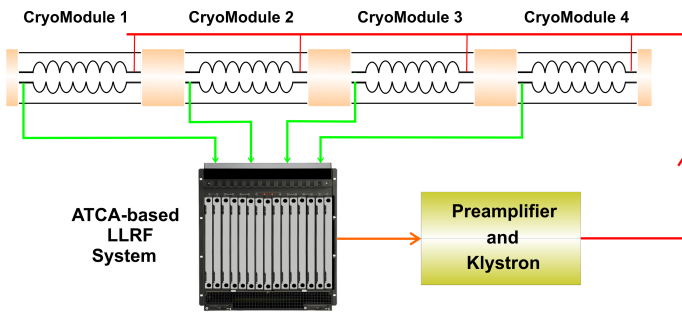 CryoModule 1
CryoModule 2
CryoModule 3
CryoModule 4
ATCA-based
LLRF
System
Preamplifier
and
Klystron